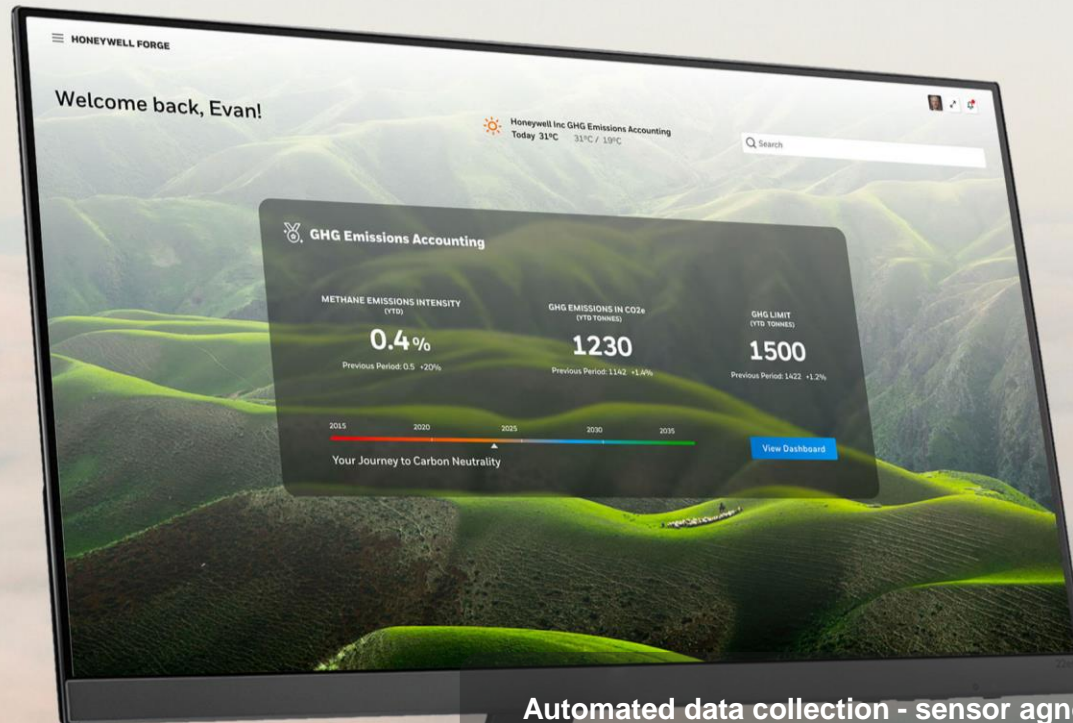 HONEYWELL FORGE
Welcome back, Evan!
Honeywell Inc GHG Emissions Accounting
Today 31°C 31°C / 19°C
Search
GHG Emissions Accounting
METHANE EMISSIONS INTENSITY
(YTD)
0.4%
Previous Period: 0.5 +20%
GHG EMISSIONS IN CO2e
(YTD TONNES)
1230
Previous Period: 1142 +1.4%
GHG LIMIT
(YTD TONNES)
1500
Previous Period: 1422 +1.2%
2015 2020 2025 2030 2035
Your Journey to Carbon Neutrality
View Dashboard
Automated data collection - sensor agn